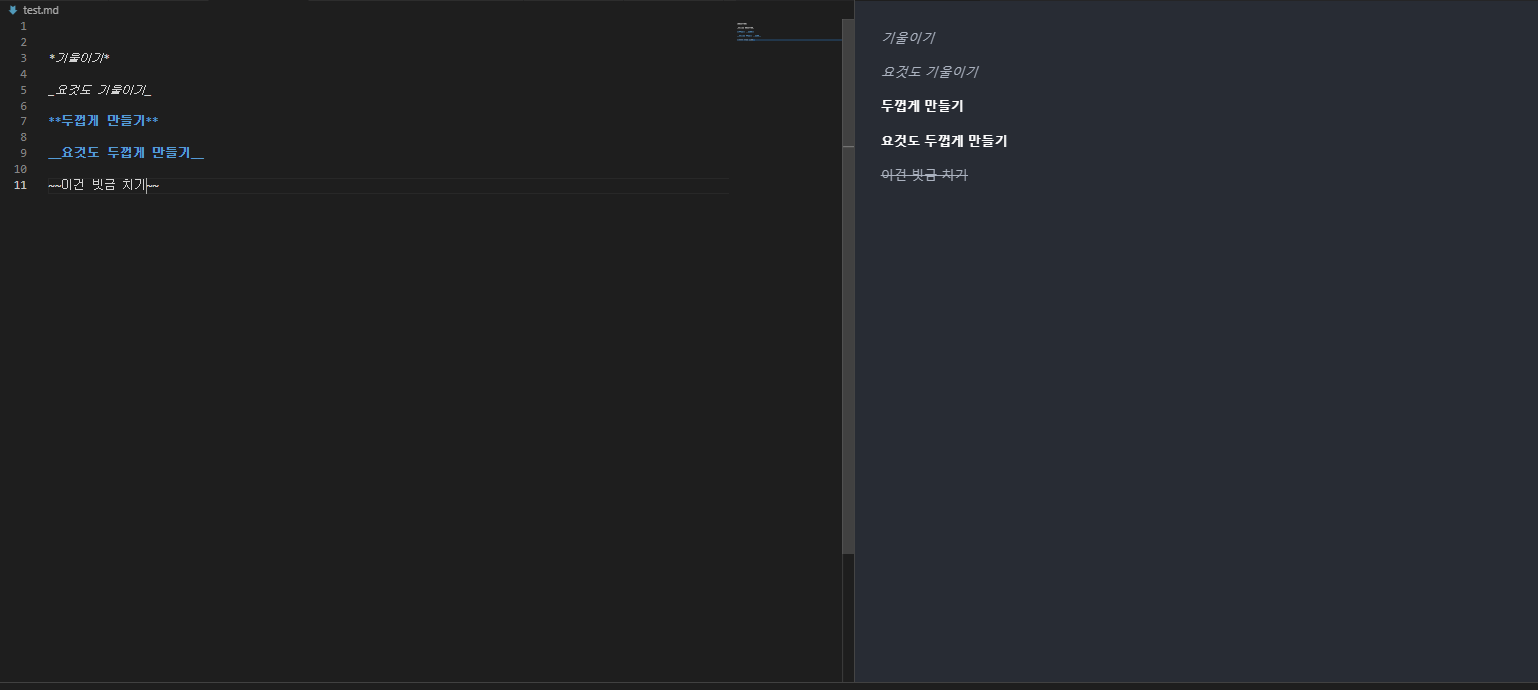 test.md
1
2
3 *기울이기*
4
5 _요것도 기울이기_
6
7 **두껍게 만들기**
8
9 __요것도 두껍게 만들기__
10
11 ~~이건 빗금 치기~~
기울이기
요것도 기울이기
두껍게 만들기
요것도 두껍게 만들기
이건 빗금 치기